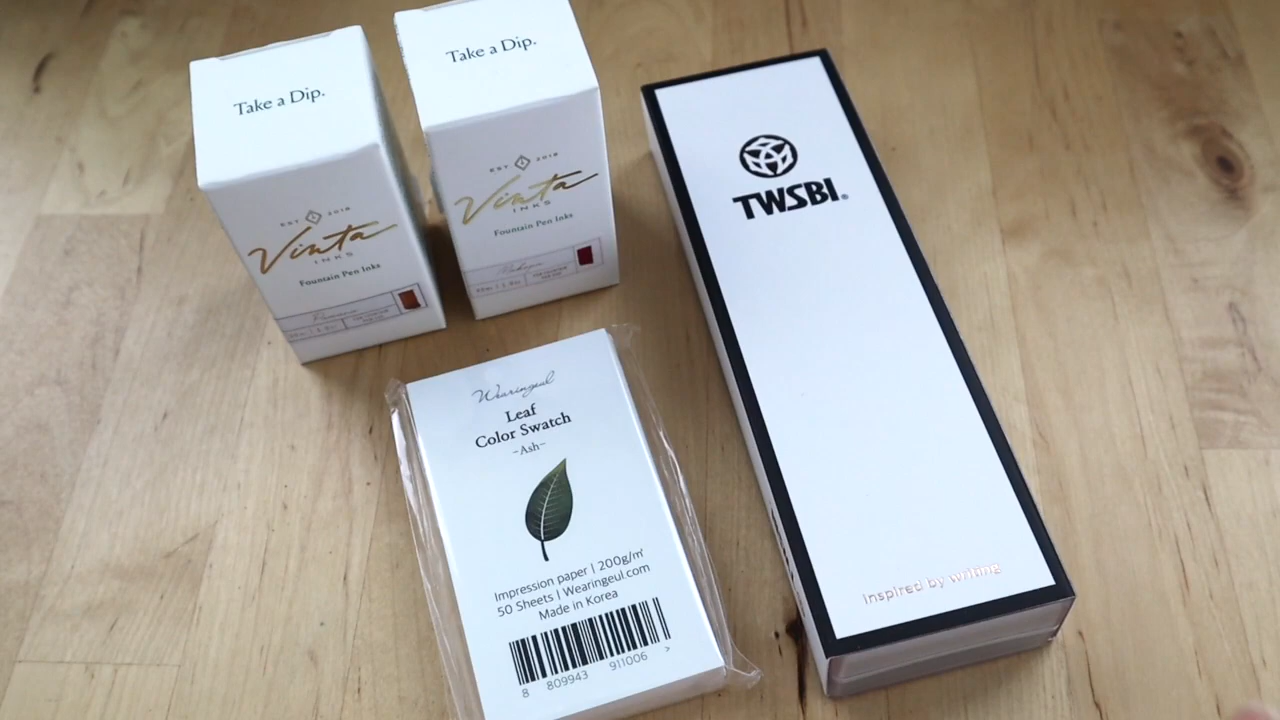 Take a Dip.
EST 2018
Vinta
INKS
Fountain Pen Inks
Take a Dip.
EST 2018
Vinta
INKS
Fountain Pen Inks
TWSBI®
Inspired by writing
Wearingeul
Leaf
Color Swatch
-Ash-
Impression paper | 200g/㎡
50 Sheets | Wearingeul.com
Made in Korea
8 809943 911006 >